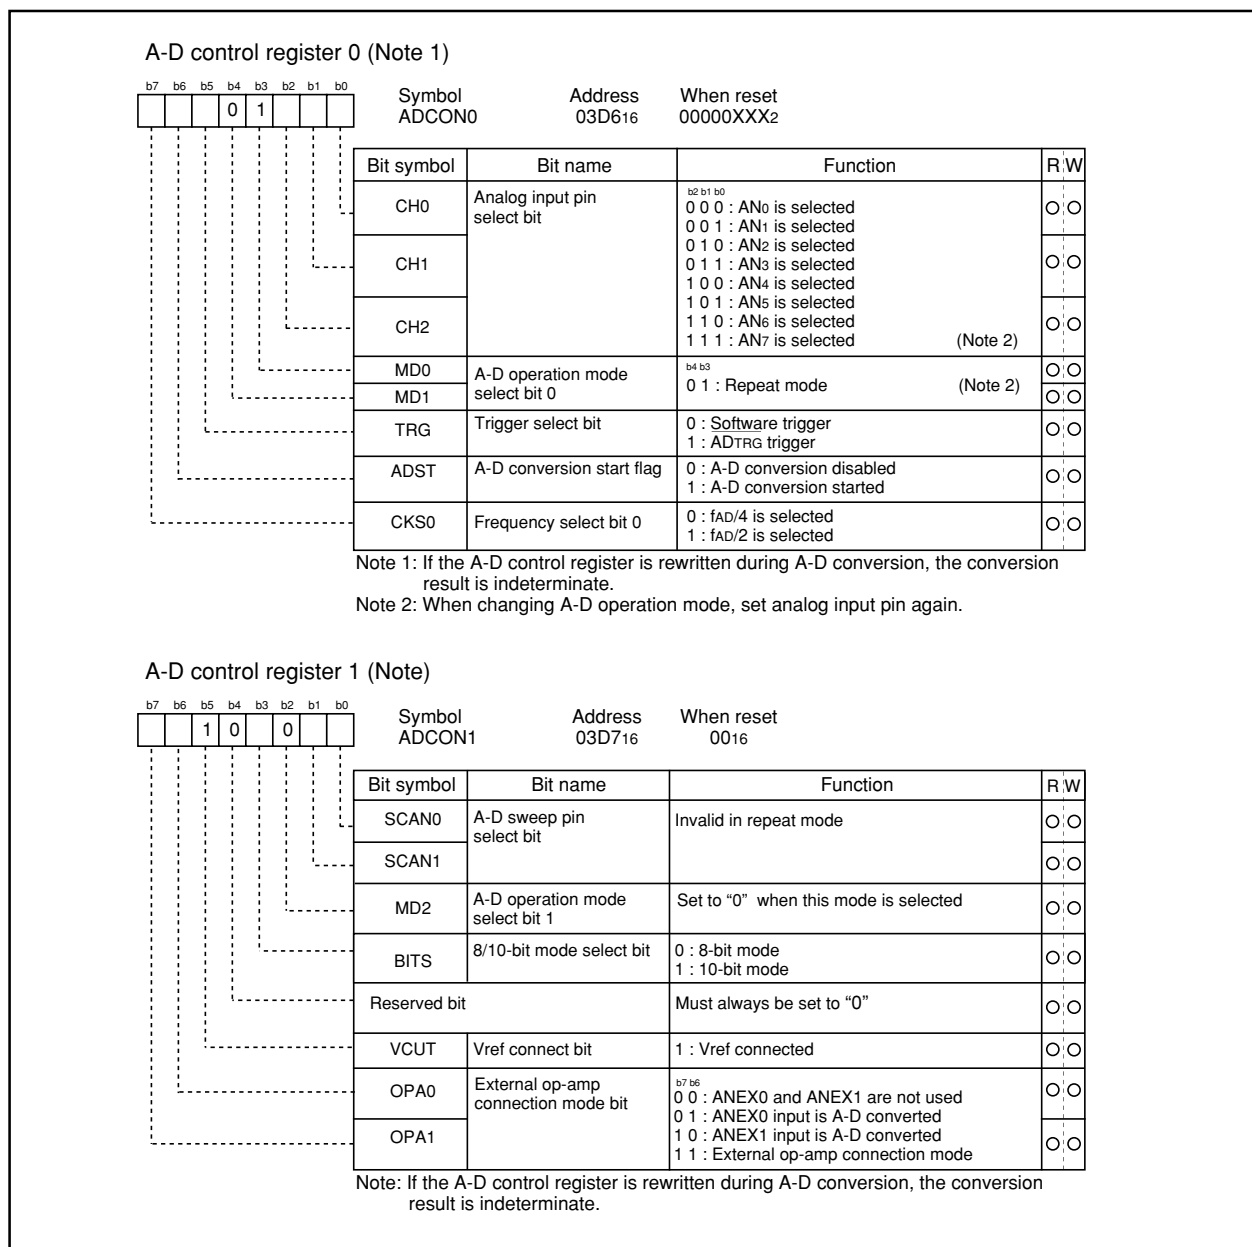 A-D control register 0 (Note 1)
b7 b6 b5 b4 b3 b2 b1 b0
0 1
Symbol Address When reset
ADCON0 03D616 00000XXX2
Bit symbol Bit name Function R W
CH0 Analog input pin select bit
b2 b1 b0
0 0 0 : AN0 is selected
0 0 1 : AN1 is selected
0 1 0 : AN2 is selected
CH1
0 1 1 : AN3 is selected
1 0 0 : AN4 is selected
1 0 1 : AN5 is selected
CH2
1 1 0 : AN6 is selected
1 1 1 : AN7 is selected (Note 2)
MD0 A-D operation mode select bit 0
b4 b3
0 1 : Repeat mode (Note 2)
MD1
TRG Trigger select bit 0 : Software trigger
1 : ADTRG trigger
ADST A-D conversion start flag 0 : A-D conversion disabled
1 : A-D conversion started
CKS0 Frequency select bit 0 0 : fAD/4 is selected
1 : fAD/2 is selected
Note 1: If the A-D control register is rewritten during A-D conversion, the conversion
result is indeterminate.
Note 2: When changing A-D operation mode, set analog input pin again.
A-D control register 1 (Note)
b7 b6 b5 b4 b3 b2 b1 b0
1 0 0
Symbol Address When reset
ADCON1 03D716 0016
Bit symbol Bit name Function R W
SCAN0 A-D sweep pin select bit Invalid in repeat mode
SCAN1
MD2 A-D operation mode select bit 1 Set to “0” when this mode is selected
BITS 8/10-bit mode select bit 0 : 8-bit mode
1 : 10-bit mode
Reserved bit Must always be set to “0”
VCUT Vref connect bit 1 : Vref connected
OPA0 External op-amp connection mode bit
b7 b6
0 0 : ANEX0 and ANEX1 are not used
0 1 : ANEX0 input is A-D converted
OPA1
1 0 : ANEX1 input is A-D converted
1 1 : External op-amp connection mode
Note: If the A-D control register is rewritten during A-D conversion, the conversion
result is indeterminate.